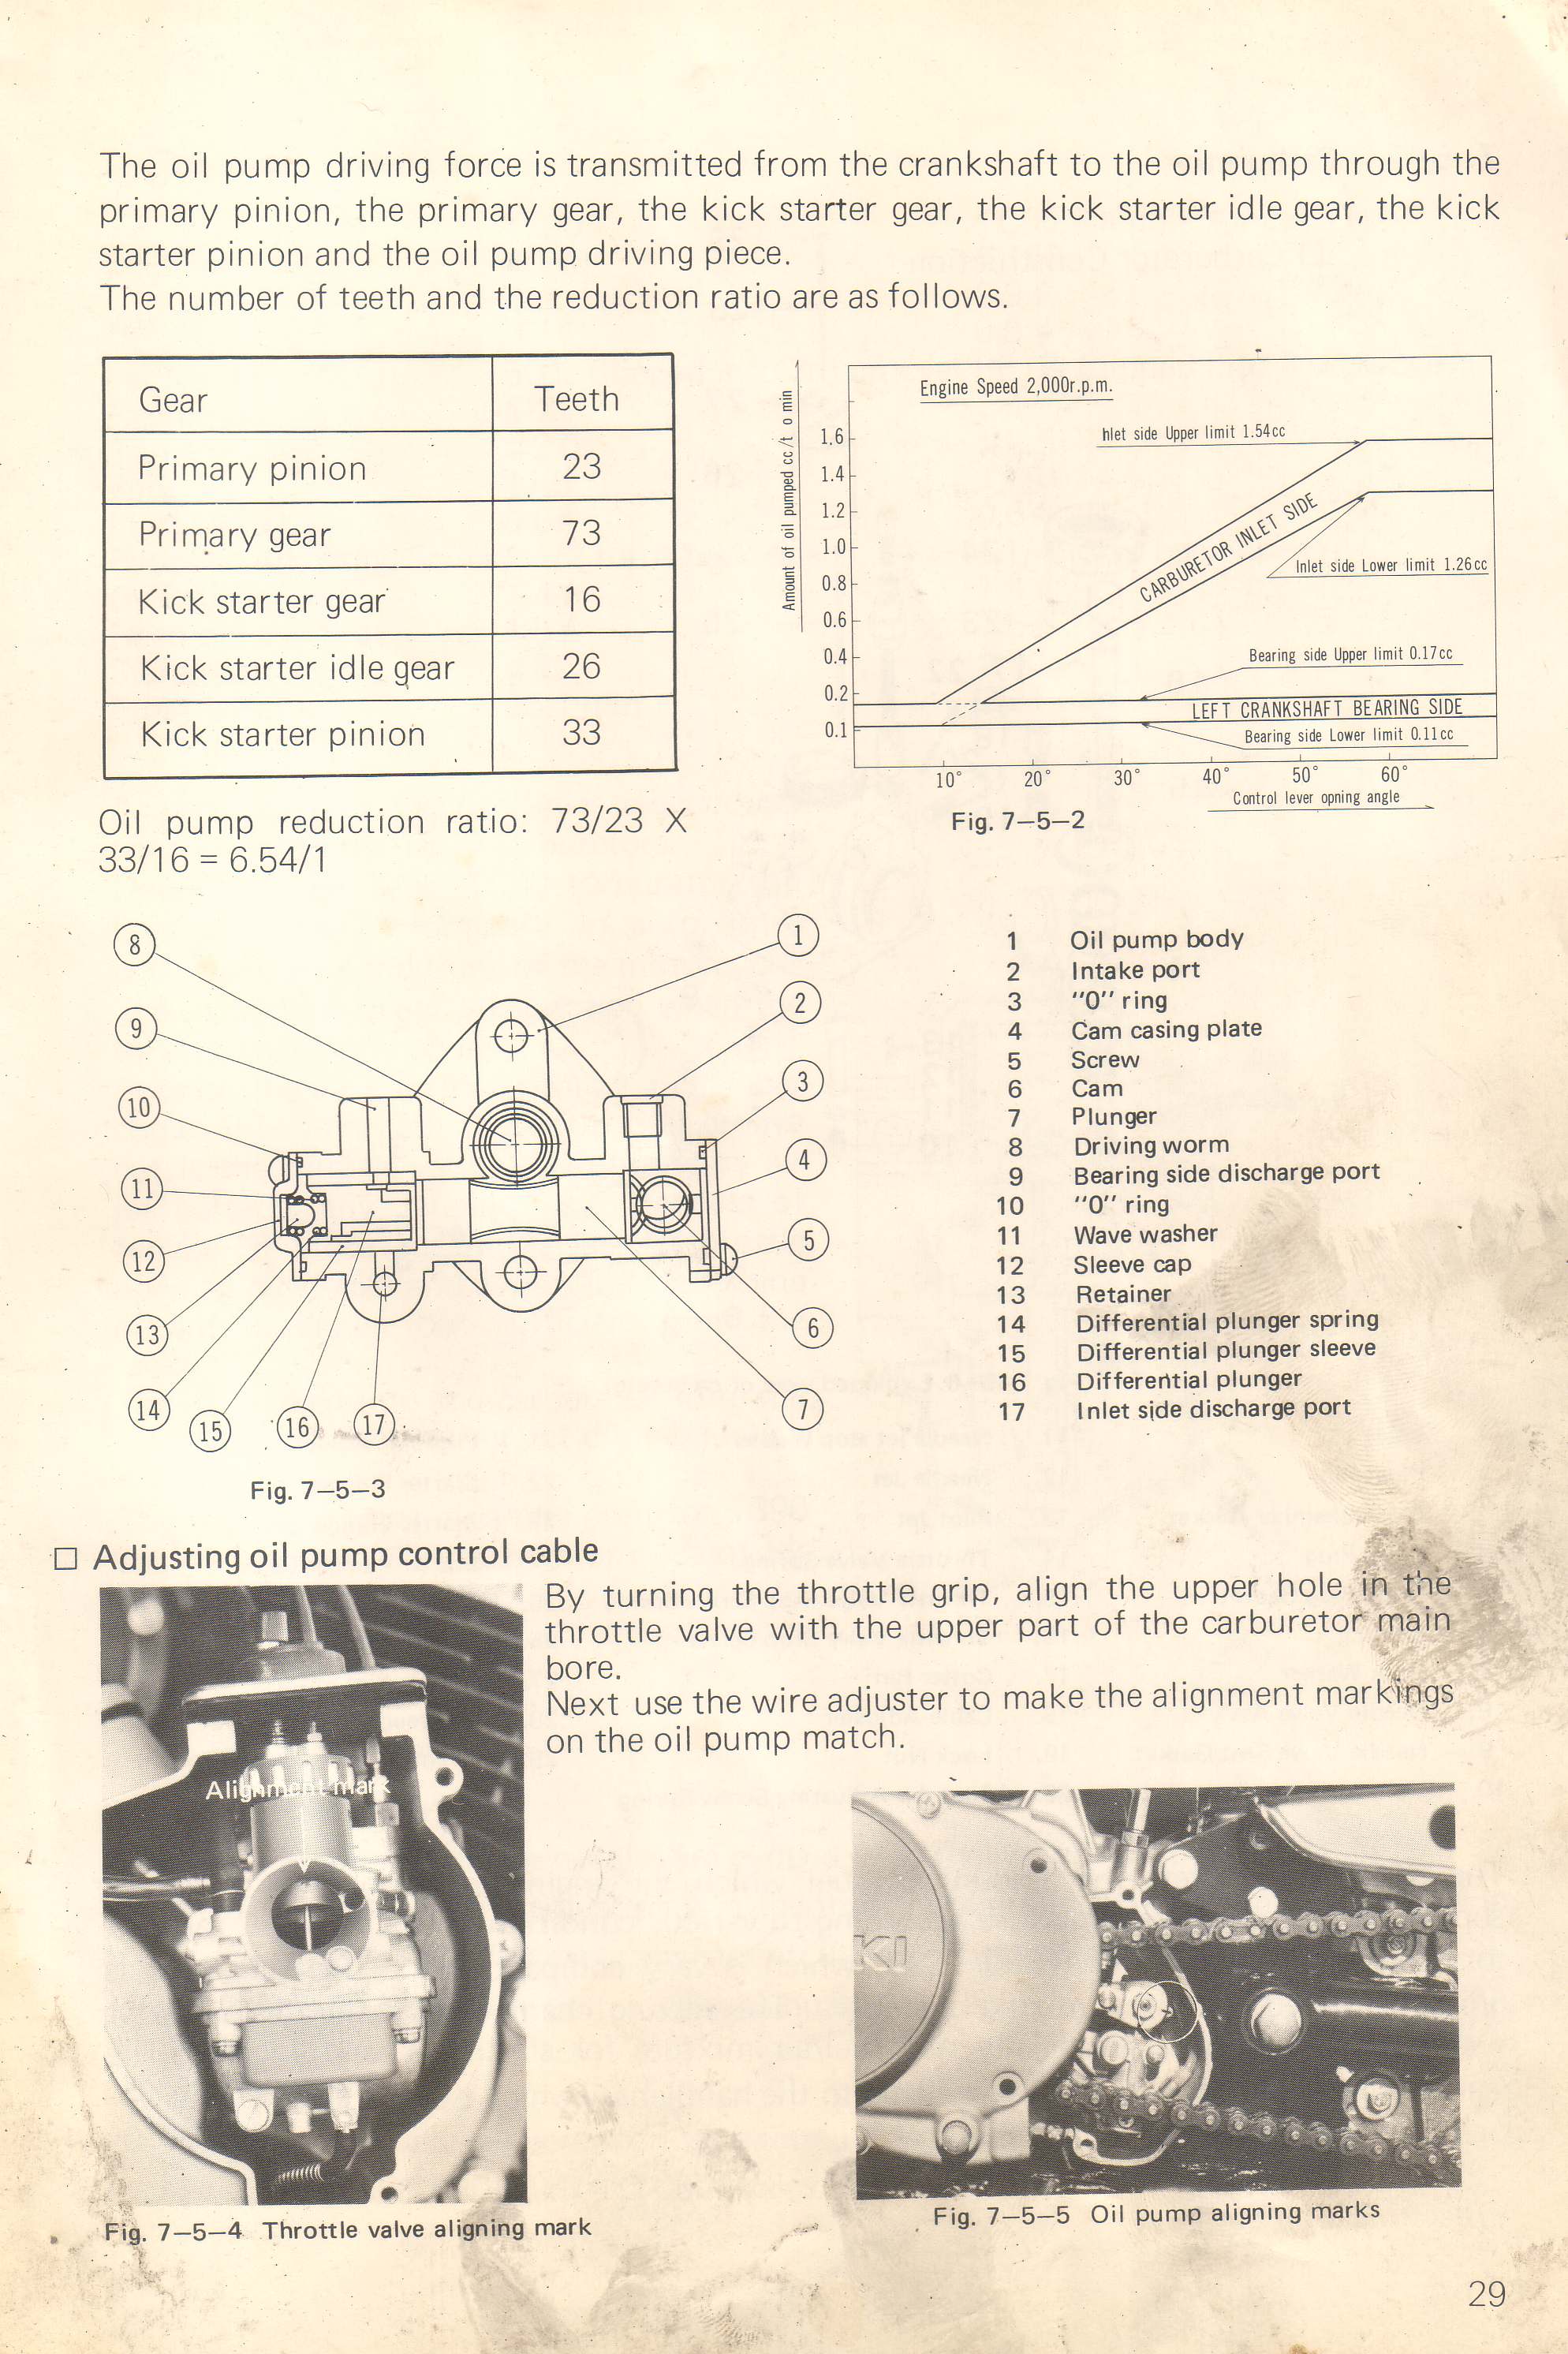 The oil pump driving force is transmitted from the crankshaft to the oil pump through the
primary pinion, the primary gear, the kick starter gear, the kick starter idle gear, the kick
starter pinion and the oil pump driving piece.
The number of teeth and the reduction ratio are as follows.
Gear Teeth
Primary pinion 23
Primary gear 73
Kick starter gear 16
Kick starter idle gear 26
Kick starter pinion 33
Oil pump reduction ratio: 73/23 X
33/16 = 6.54/1
Engine Speed 2,000r.p.m.
Amount of oil pumped cc/t o min
1.6
1.4
1.2
1.0
0.8
0.6
0.4
0.2
0.1
Inlet side Upper limit 1.54cc
CARBURETOR INLET SIDE
Inlet side Lower limit 1.26cc
Bearing side Upper limit 0.17cc
LEFT CRANKSHAFT BEARING SIDE
Bearing side Lower limit 0.11cc
10° 20° 30° 40° 50° 60°
Control lever opning angle
Fig. 7–5–2
8
9
10
11
12
13
14
15
16
17
1
2
3
4
5
6
7
Fig. 7–5–3
1 Oil pump body
2 Intake port
3 "O" ring
4 Cam casing plate
5 Screw
6 Cam
7 Plunger
8 Driving worm
9 Bearing side discharge port
10 "O" ring
11 Wave washer
12 Sleeve cap
13 Retainer
14 Differential plunger spring
15 Differential plunger sleeve
16 Differential plunger
17 Inlet side discharge port
□ Adjusting oil pump control cable
By turning the throttle grip, align the upper hole in the
throttle valve with the upper part of the carburetor main
bore.
Next use the wire adjuster to make the alignment markings
on the oil pump match.
Alignment mark
KI
Fig. 7–5–4 Throttle valve aligning mark
Fig. 7–5–5 Oil pump aligning marks
29